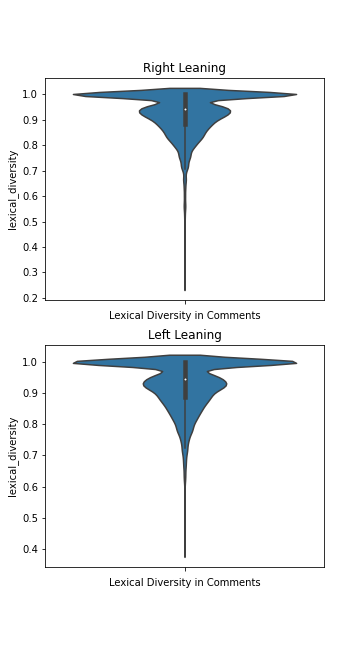 Right Leaning
1.0
0.9
0.8
0.7
0.6
0.5
0.4
0.3
0.2
lexical_diversity
Lexical Diversity in Comments
Left Leaning
1.0
0.9
0.8
0.7
0.6
0.5
0.4
lexical_diversity
Lexical Diversity in Comments